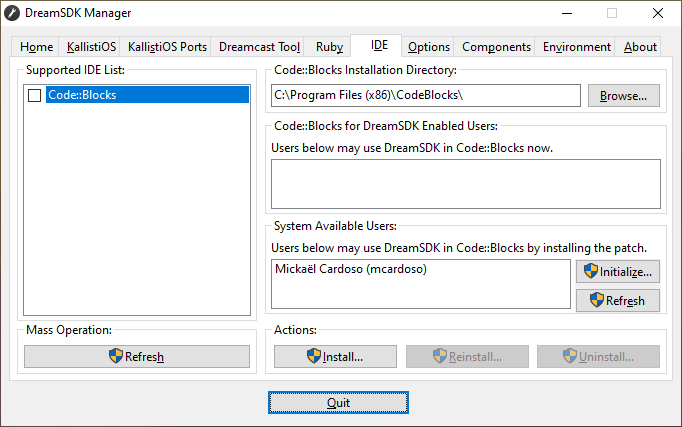 DreamSDK Manager
Home KallistiOS KallistiOS Ports Dreamcast Tool Ruby IDE Options Components Environment About
Supported IDE List:
Code::Blocks
Code::Blocks Installation Directory:
C:\Program Files (x86)\CodeBlocks\
Browse...
Code::Blocks for DreamSDK Enabled Users:
Users below may use DreamSDK in Code::Blocks now.
System Available Users:
Users below may use DreamSDK in Code::Blocks by installing the patch.
Mickaël Cardoso (mcardoso)
Initialize...
Refresh
Mass Operation:
Refresh
Actions:
Install... Reinstall... Uninstall...
Quit